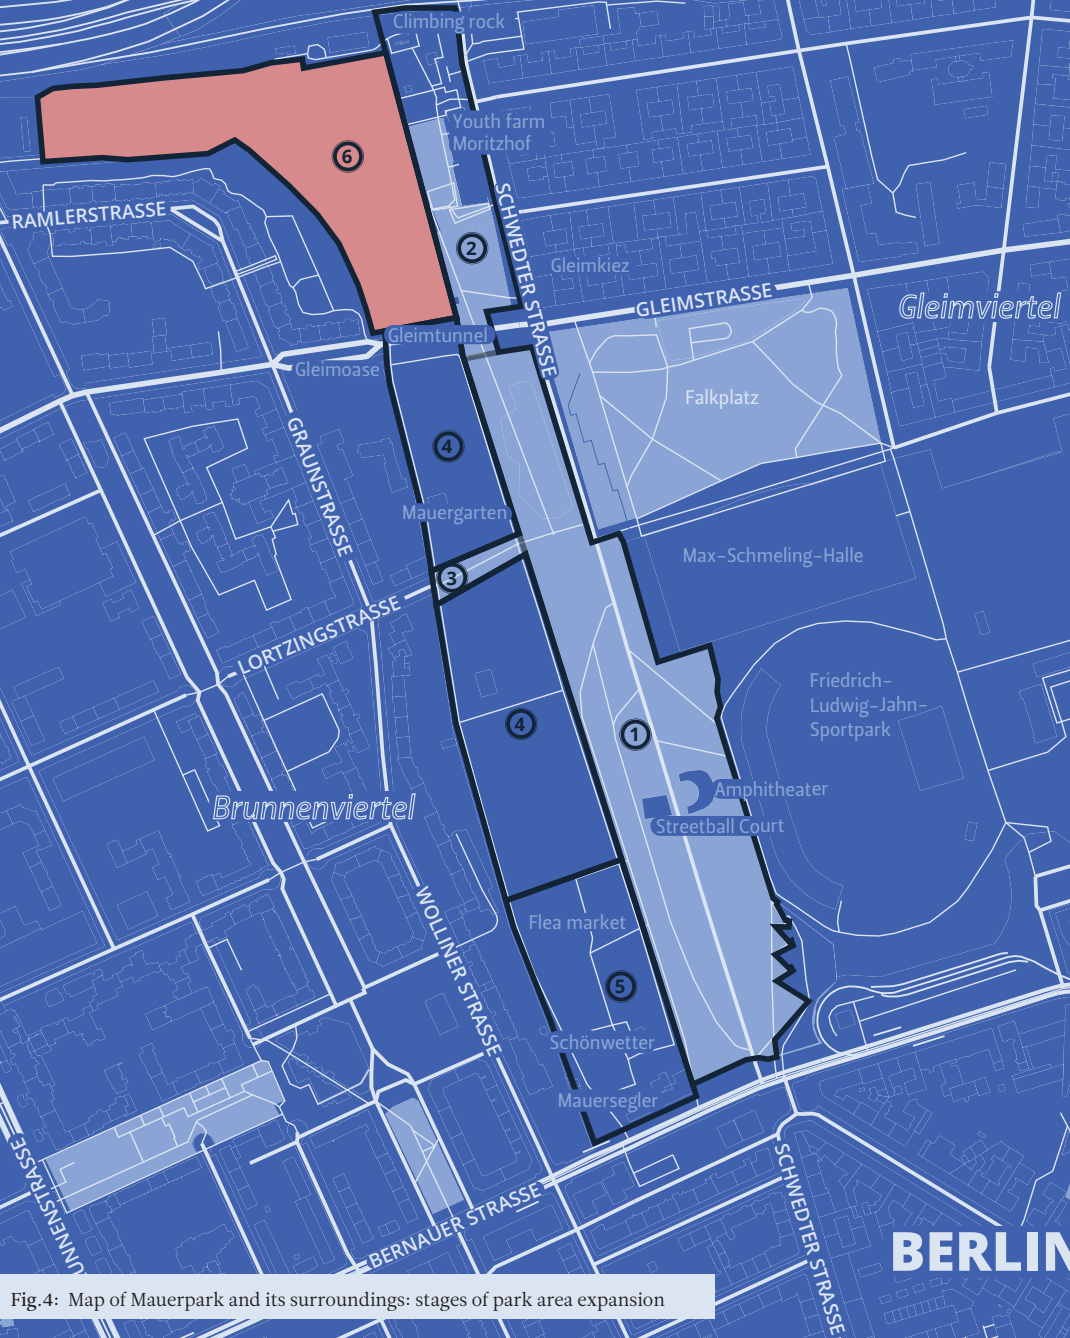 Climbing rock
Youth farm
Moritzhof
6
RAMLERSTRASSE
SCHWEDTER STRASSE
2
Gleimkiez
GLEIMSTRASSE
Gleimviertel
Gleimtunnel
Gleimoase
Falkplatz
GRAUNSTRASSE
4
Mauergarten
Max-Schmeling-Halle
3
LORTZINGSTRASSE
Friedrich-
Ludwig-Jahn-
Sportpark
4
1
Amphitheater
Brunnenviertel
Streetball Court
WOLLINER STRASSE
Flea market
5
Schönwetter
Mauersegler
UNNENSTRASSE
SCHWEDTER STRASSE
BERNAUER STRASSE
BERLIN
Fig.4: Map of Mauerpark and its surroundings: stages of park area expansion